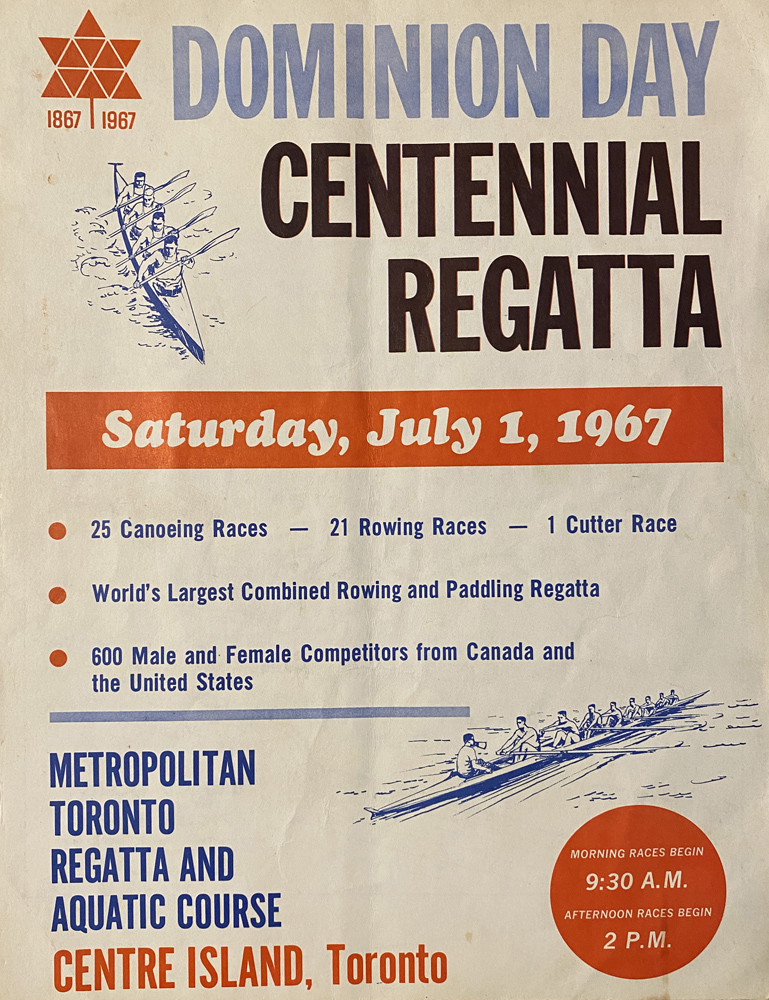 1867 1967
DOMINION DAY
CENTENNIAL
REGATTA
Saturday, July 1, 1967
25 Canoeing Races — 21 Rowing Races — 1 Cutter Race
World's Largest Combined Rowing and Paddling Regatta
600 Male and Female Competitors from Canada and
the United States
METROPOLITAN
TORONTO
REGATTA AND
AQUATIC COURSE
CENTRE ISLAND, Toronto
MORNING RACES BEGIN
9:30 A.M.
AFTERNOON RACES BEGIN
2 P.M.